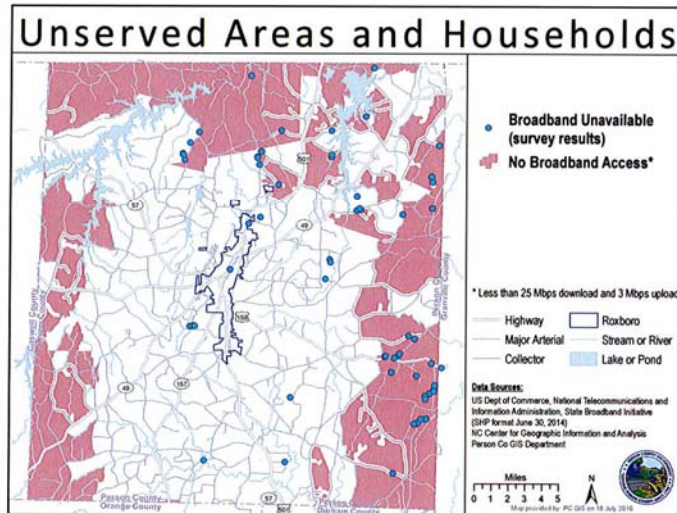 Unserved Areas and Households
Broadband Unavailable
(survey results)
No Broadband Access*
501
57
49
158
49
157
57
501
Person County
Granville County
Caswell County
Person County
Orange County
Person County
Durham County
* Less than 25 Mbps download and 3 Mbps upload
Highway
Major Arterial
Collector
Roxboro
Stream or River
Lake or Pond
Data Sources:
US Dept of Commerce, National Telecommunications and
Information Administration, State Broadband Initiative
(SHP format June 30, 2014)
NC Center for Geographic Information and Analysis
Person Co GIS Department
Miles
0 1 2 3 4 5
N
Map provided by: PC GIS on 18 July 2016